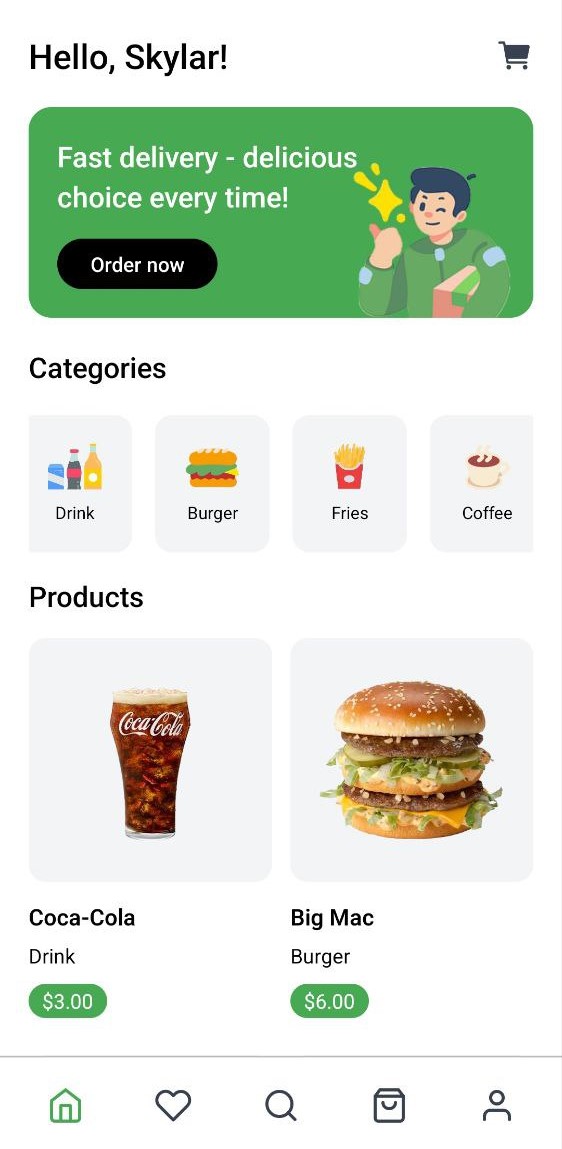 Hello, Skylar!
Fast delivery - delicious
choice every time!
Order now
Categories
Drink
Burger
Fries
Coffee
Products
Coca-Cola
Coca-Cola
Big Mac
Drink
Burger
$3.00
$6.00